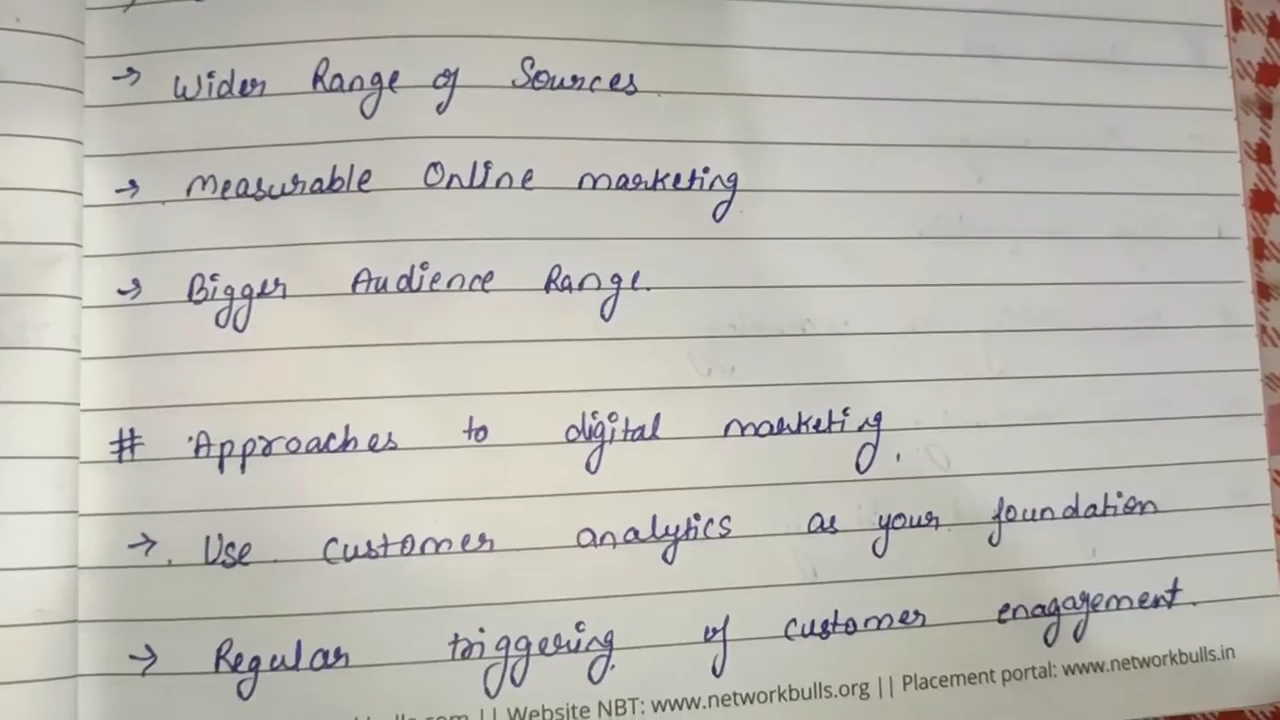 → Wider Range of Sources
→ Measurable Online marketing
→ Bigger Audience Range.
# Approaches to digital marketing.
→ Use customer analytics as your foundation
→ Regular triggering of customer enagagement.
|| Website NBT: www.networkbulls.org || Placement portal: www.networkbulls.in